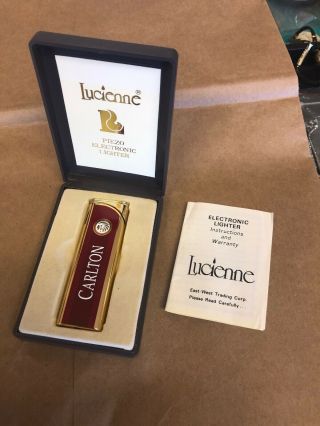 Lucienne®
PIEZO
ELECTRONIC
LIGHTER
CARLTON
ELECTRONIC
LIGHTER
Instructions
and
Warranty
Lucienne
East-West Trading Corp.
Please Read Carefully...